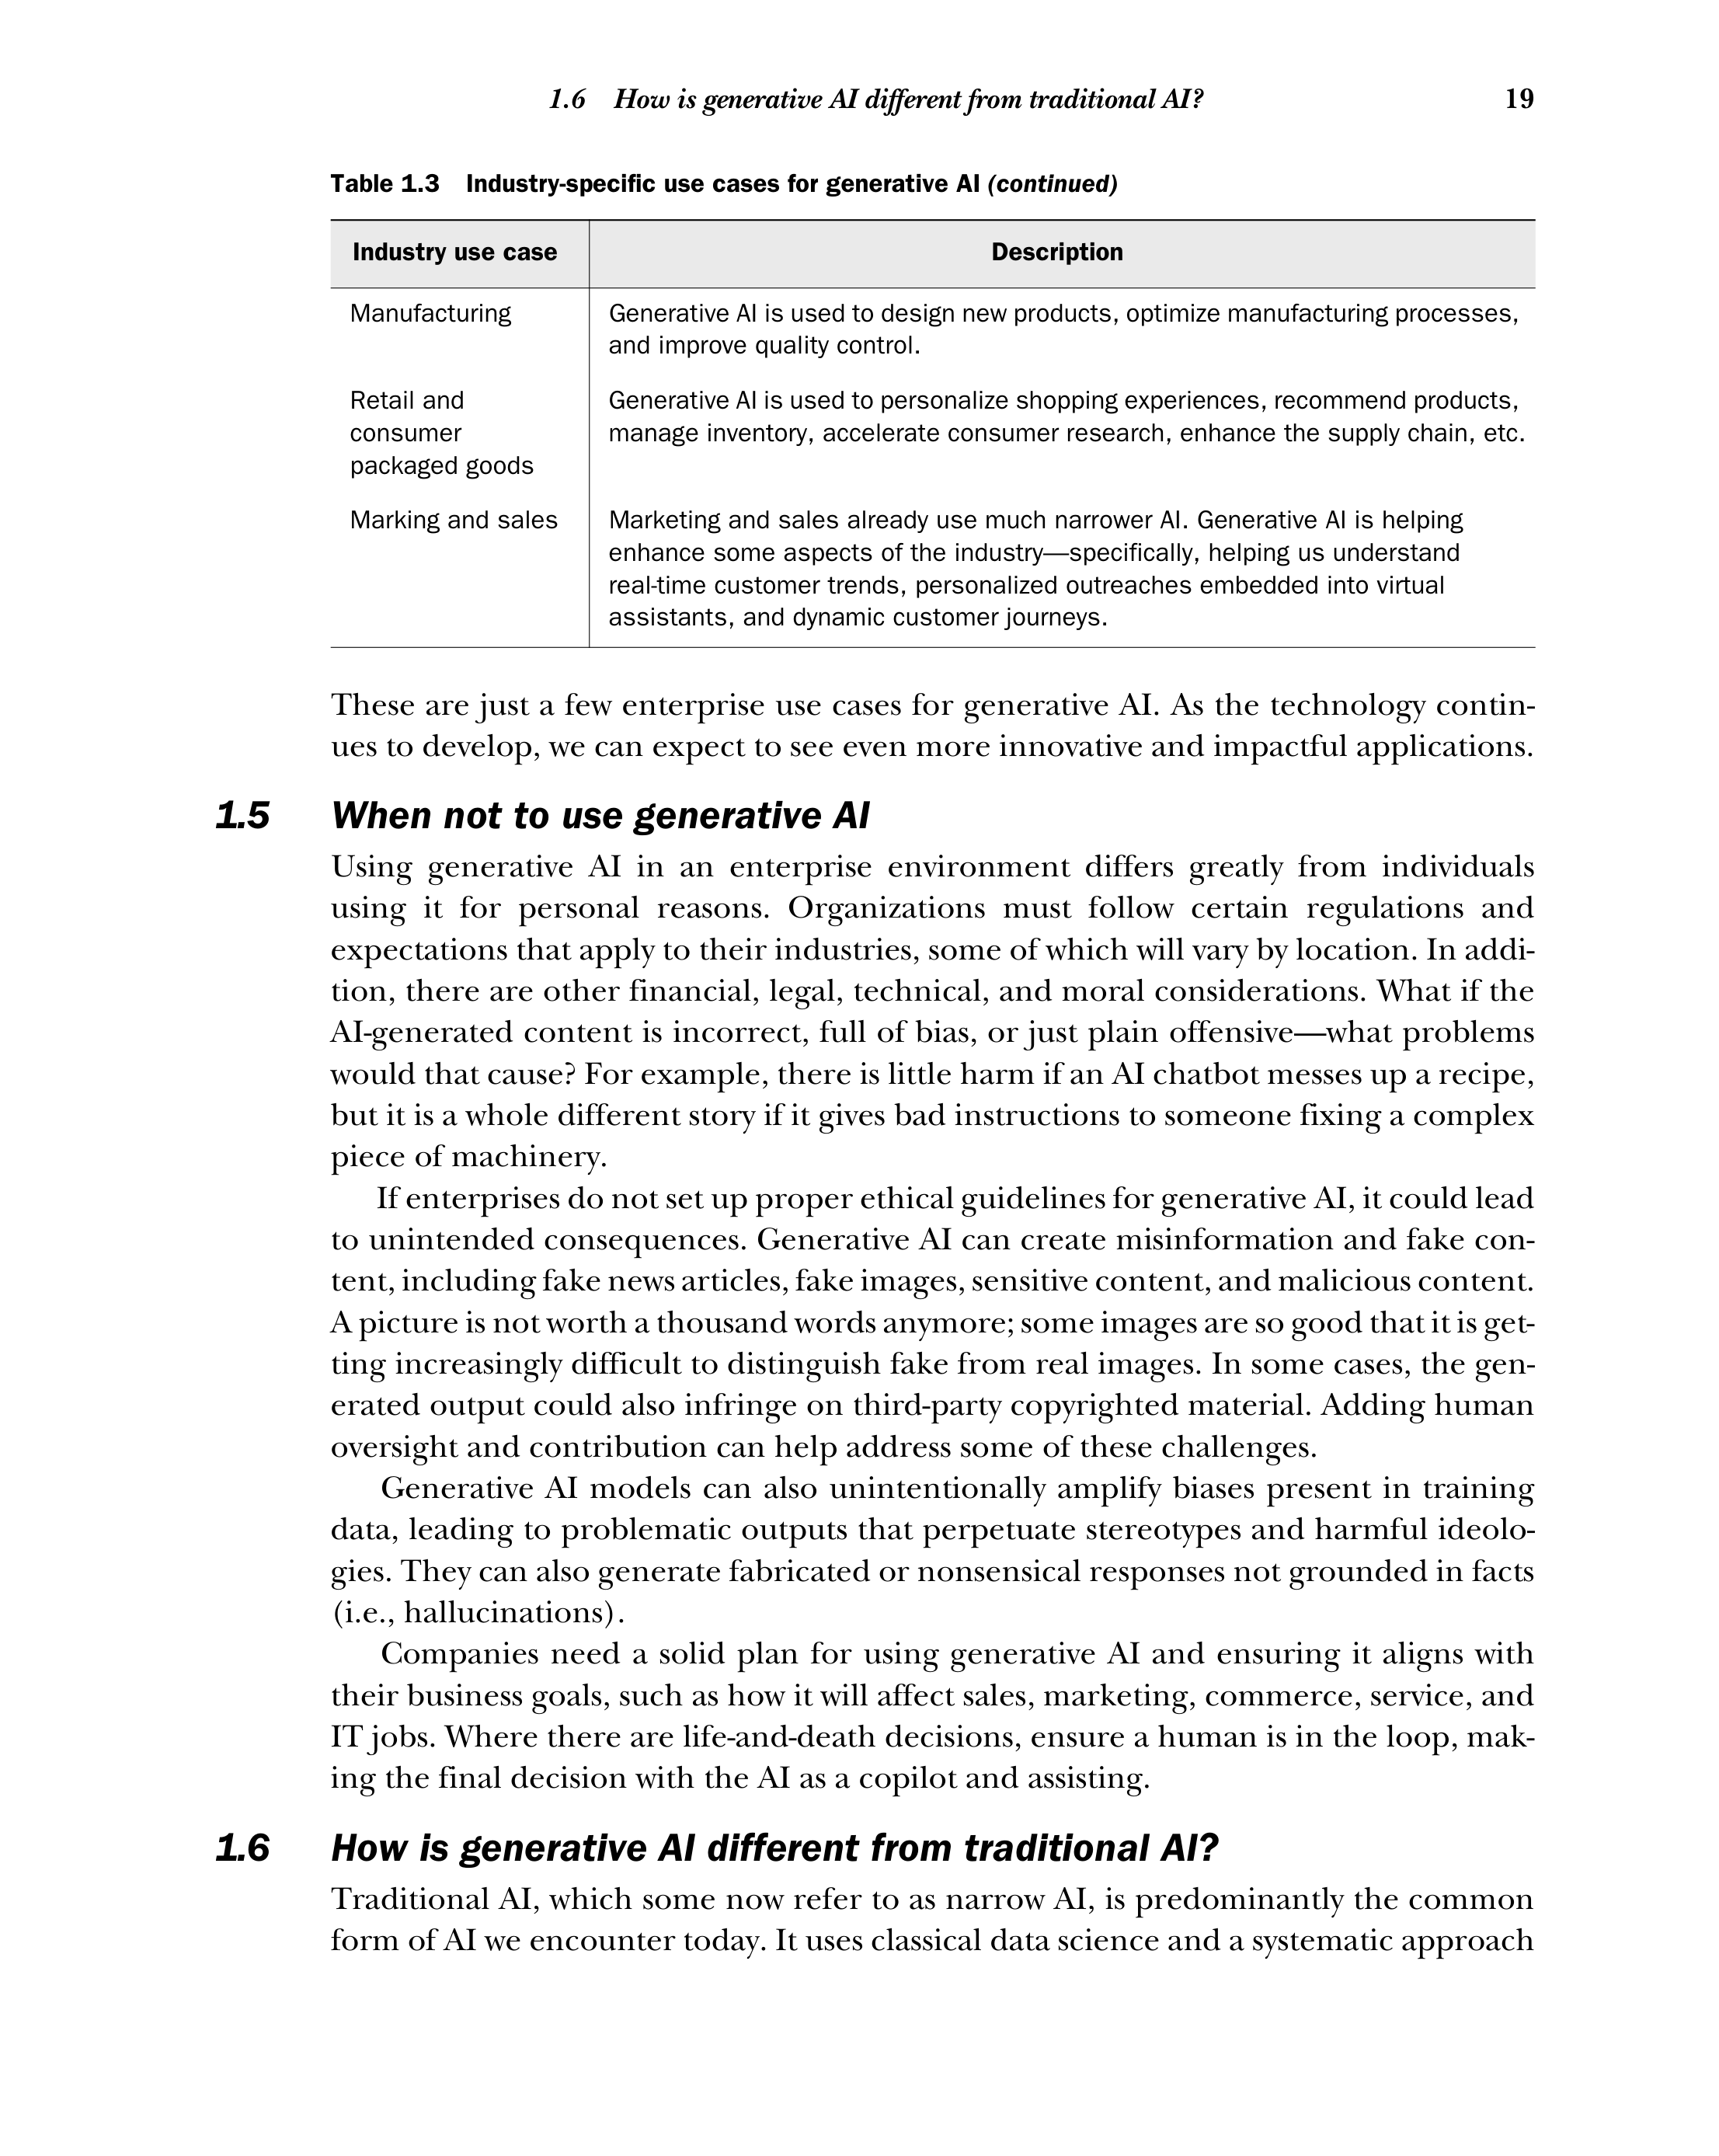 1.6 How is generative AI different from traditional AI? 19
Table 1.3 Industry-specific use cases for generative AI (continued)
Industry use case Description
Manufacturing Generative AI is used to design new products, optimize manufacturing processes,
and improve quality control.
Retail and Generative AI is used to personalize shopping experiences, recommend products,
consumer manage inventory, accelerate consumer research, enhance the supply chain, etc.
packaged goods
Marking and sales Marketing and sales already use much narrower AI. Generative AI is helping
enhance some aspects of the industry—specifically, helping us understand
real-time customer trends, personalized outreaches embedded into virtual
assistants, and dynamic customer journeys.
These are just a few enterprise use cases for generative AI. As the technology contin-
ues to develop, we can expect to see even more innovative and impactful applications.
1.5 When not to use generative AI
Using generative AI in an enterprise environment differs greatly from individuals
using it for personal reasons. Organizations must follow certain regulations and
expectations that apply to their industries, some of which will vary by location. In addi-
tion, there are other financial, legal, technical, and moral considerations. What if the
AI-generated content is incorrect, full of bias, or just plain offensive—what problems
would that cause? For example, there is little harm if an AI chatbot messes up a recipe,
but it is a whole different story if it gives bad instructions to someone fixing a complex
piece of machinery.
If enterprises do not set up proper ethical guidelines for generative AI, it could lead
to unintended consequences. Generative AI can create misinformation and fake con-
tent, including fake news articles, fake images, sensitive content, and malicious content.
A picture is not worth a thousand words anymore; some images are so good that it is get-
ting increasingly difficult to distinguish fake from real images. In some cases, the gen-
erated output could also infringe on third-party copyrighted material. Adding human
oversight and contribution can help address some of these challenges.
Generative AI models can also unintentionally amplify biases present in training
data, leading to problematic outputs that perpetuate stereotypes and harmful ideolo-
gies. They can also generate fabricated or nonsensical responses not grounded in facts
(i.e., hallucinations).
Companies need a solid plan for using generative AI and ensuring it aligns with
their business goals, such as how it will affect sales, marketing, commerce, service, and
IT jobs. Where there are life-and-death decisions, ensure a human is in the loop, mak-
ing the final decision with the AI as a copilot and assisting.
1.6 How is generative AI different from traditional AI?
Traditional AI, which some now refer to as narrow AI, is predominantly the common
form of AI we encounter today. It uses classical data science and a systematic approach